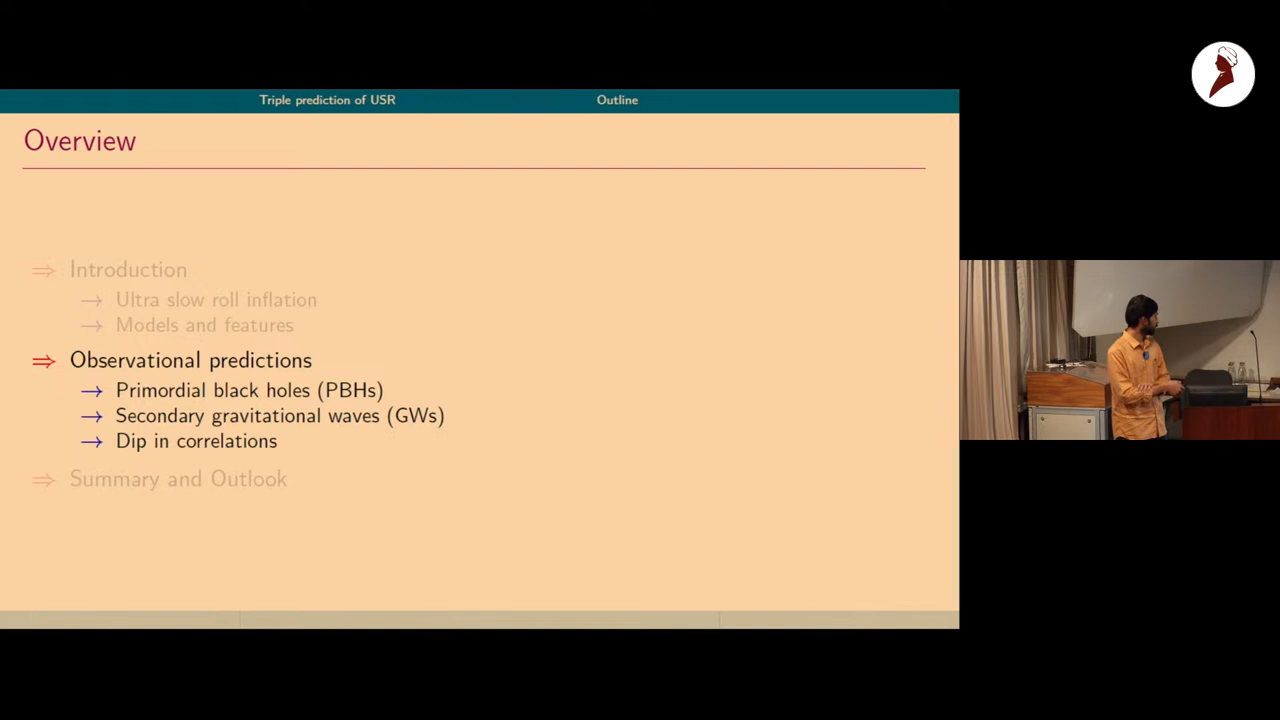 Triple prediction of USR
Outline
Overview
⇒ Introduction
→ Ultra slow roll inflation
→ Models and features
⇒ Observational predictions
→ Primordial black holes (PBHs)
→ Secondary gravitational waves (GWs)
→ Dip in correlations
⇒ Summary and Outlook